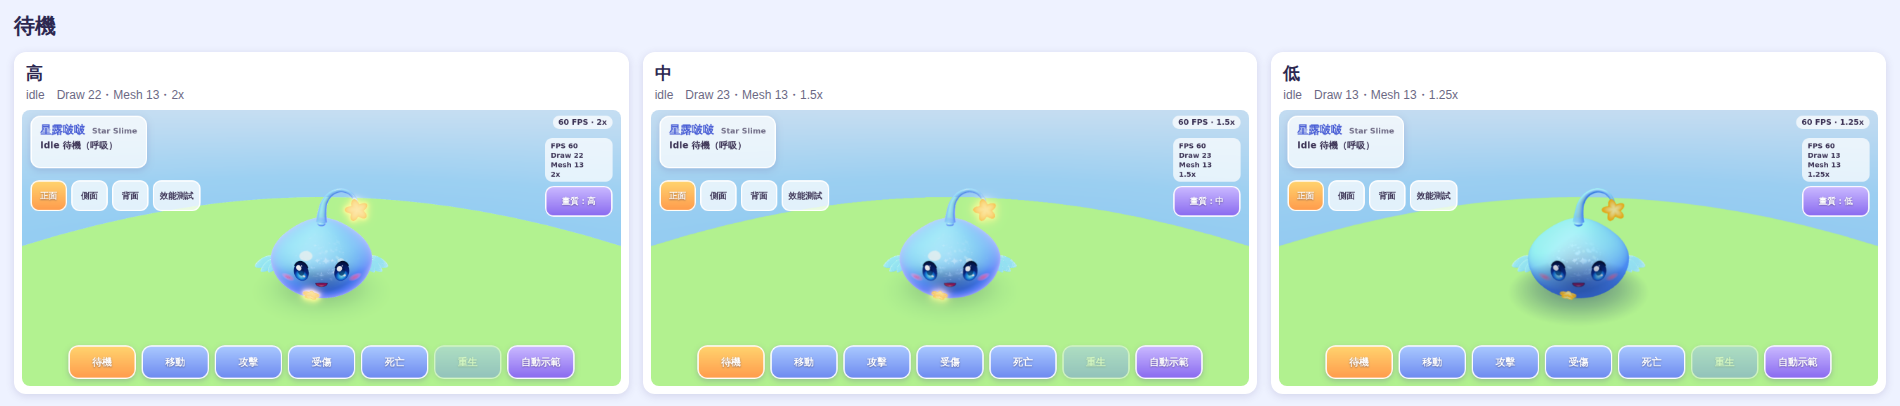 待機
高
idle Draw 22・Mesh 13・2x
星露啵啵 Star Slime
Idle 待機（呼吸）
60 FPS · 2x
FPS 60
Draw 22
Mesh 13
2x
正面 側面 背面 效能測試
畫質：高
待機 移動 攻擊 受傷 死亡 重生 自動示範
中
idle Draw 23・Mesh 13・1.5x
星露啵啵 Star Slime
Idle 待機（呼吸）
60 FPS · 1.5x
FPS 60
Draw 23
Mesh 13
1.5x
正面 側面 背面 效能測試
畫質：中
待機 移動 攻擊 受傷 死亡 重生 自動示範
低
idle Draw 13・Mesh 13・1.25x
星露啵啵 Star Slime
Idle 待機（呼吸）
60 FPS · 1.25x
FPS 60
Draw 13
Mesh 13
1.25x
正面 側面 背面 效能測試
畫質：低
待機 移動 攻擊 受傷 死亡 重生 自動示範